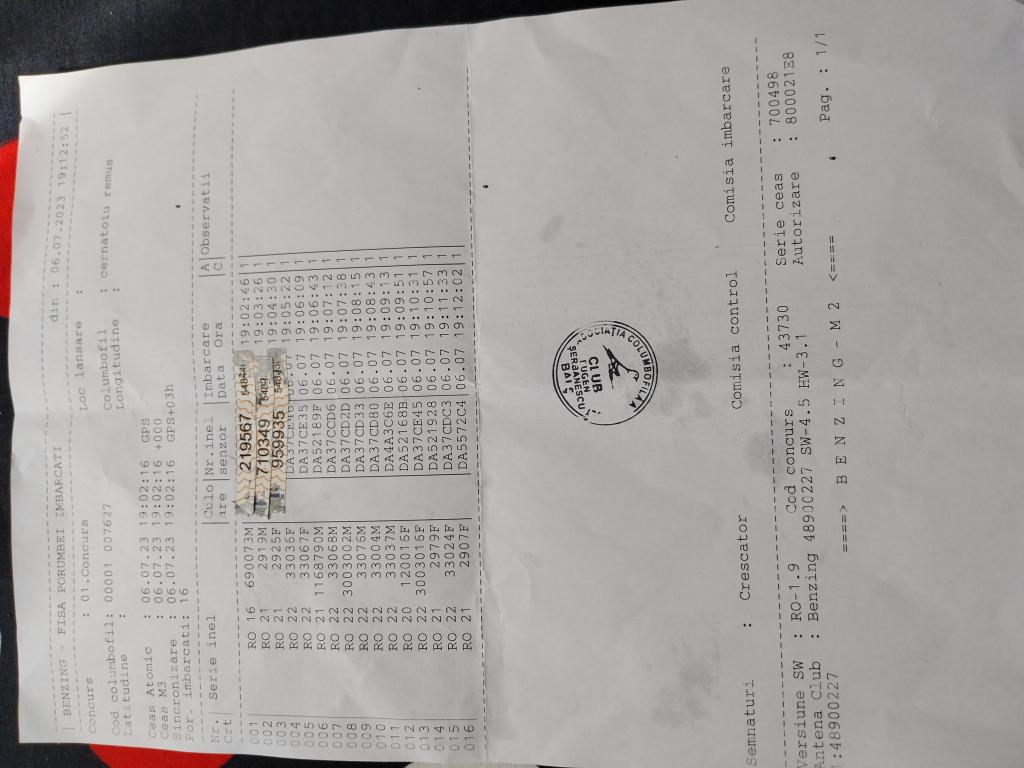 | BENZING - FISA PORUMBEI IMBARCATI din : 06.07.2023 19:12:52 |
Concurs : 01.Concurs Loc lansare :
Cod columbofil: 00001 007627 Columbofil : cernatoiu remus
Latitudine : Longitudine :
Ceas Atomic : 06.07.23 19:02:16 GPS
Ceas M3 : 06.07.23 19:02:16 +000
Sincronizare : 06.07.23 19:02:16 GPS+03h
Por. imbarcati: 16
Nr.| Serie inel |Culo|Nr.inel |Imbarcare |A|Observatii
Crt| |are |senzor |Data Ora |C|
001 RO 16 690073M 19:02:46 1
002 RO 21 2919M 19:03:26 1
003 RO 21 2925F 19:04:30 1
004 RO 22 33036F 19:05:22 1
005 RO 22 33067F DA37CE35 06.07 19:06:09 1
006 RO 21 1168790M DA52189F 06.07 19:06:43 1
007 RO 22 33068M DA37CCD6 06.07 19:07:12 1
008 RO 22 3003002M DA37CD2D 06.07 19:07:38 1
009 RO 22 33076M DA37CD33 06.07 19:08:15 1
010 RO 22 33004M DA37CD80 06.07 19:08:43 1
011 RO 22 33037M DA4A3C6E 06.07 19:09:13 1
012 RO 20 120016F DA5216BB 06.07 19:09:51 1
013 RO 22 3003016F DA37CE45 06.07 19:10:31 1
014 RO 21 2979F DA521928 06.07 19:10:57 1
015 RO 22 33024F DA37CDC3 06.07 19:11:33 1
016 RO 21 2907F DA5572C4 06.07 19:12:02 1
219567
710349
959935
ASOCIATIA COLUMBOFILA
CLUB
EUGEN
SERBANESCU
BALS
Semnaturi : Crescator Comisia control Comisia imbarcare
Versiune SW : RO-1.9 Cod concurs : 43730 Serie ceas : 700498
Antena Club : Benzing 48900227 SW-4.5 HW-3.1 Autorizare : 800021E8
1:48900227
====> B E N Z I N G - M 2 <==== Pag. : 1/1